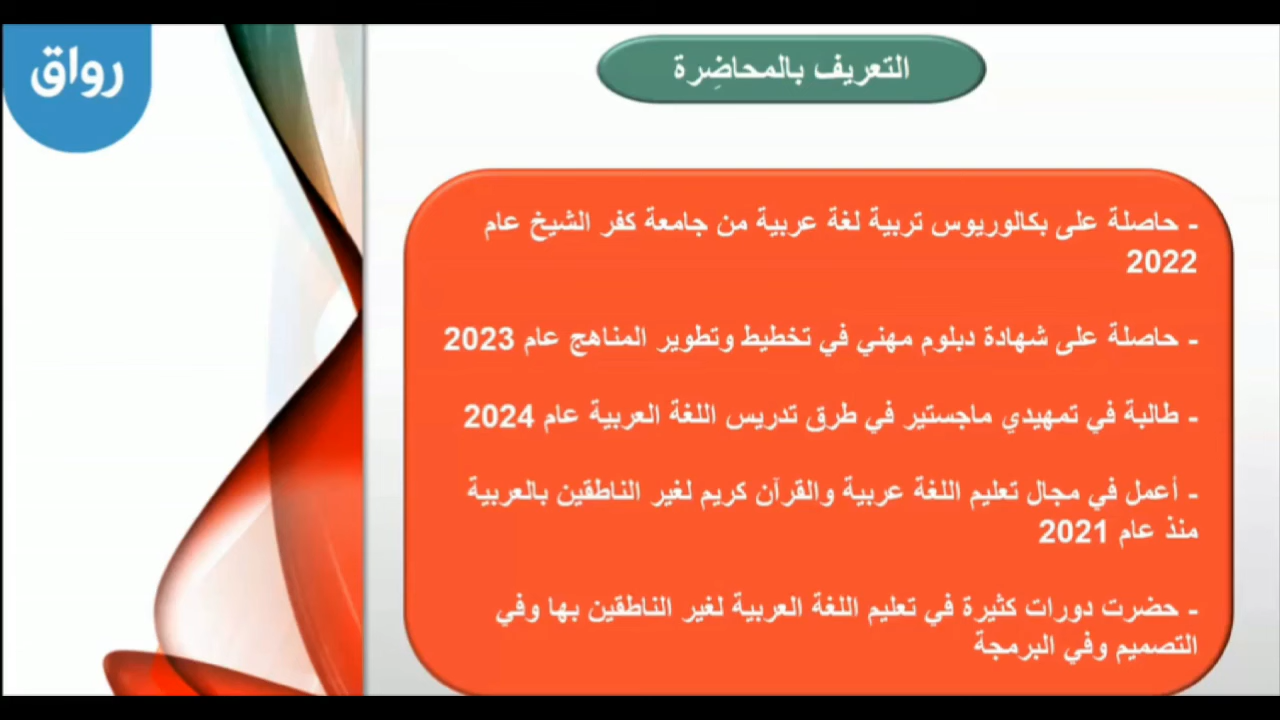 رواق
التعريف بالمحاضِرة
- حاصلة على بكالوريوس تربية لغة عربية من جامعة كفر الشيخ عام
2022
- حاصلة على شهادة دبلوم مهني في تخطيط وتطوير المناهج عام 2023
- طالبة في تمهيدي ماجستير في طرق تدريس اللغة العربية عام 2024
- أعمل في مجال تعليم اللغة عربية والقرآن كريم لغير الناطقين بالعربية
منذ عام 2021
- حضرت دورات كثيرة في تعليم اللغة العربية لغير الناطقين بها وفي
التصميم وفي البرمجة